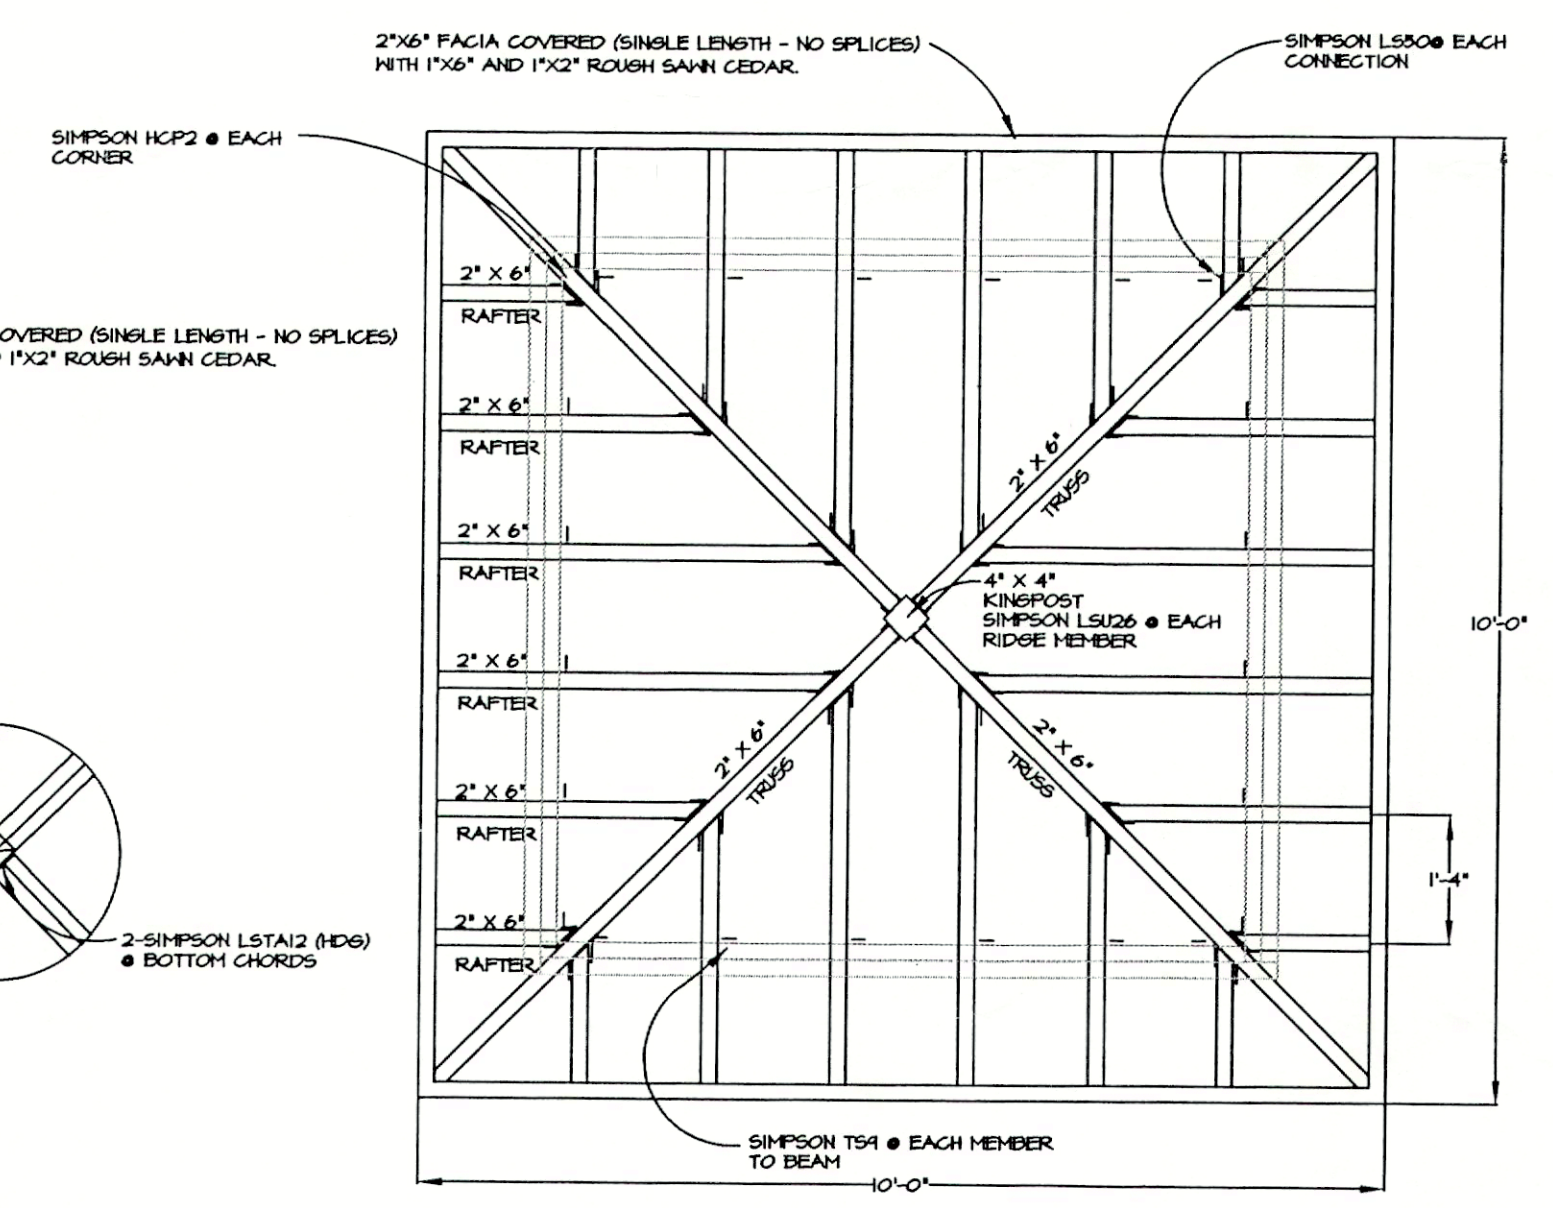 2"X6" FACIA COVERED (SINGLE LENGTH - NO SPLICES)
WITH 1"X6" AND 1"X2" ROUGH SAWN CEDAR.
SIMPSON LS50@ EACH
CONNECTION
SIMPSON HCP2 @ EACH
CORNER
2" X 6"
RAFTER
OVERED (SINGLE LENGTH - NO SPLICES)
1"X2" ROUGH SAWN CEDAR.
2" X 6"
RAFTER
2" X 6"
TRUSS
2" X 6"
RAFTER
4" X 4"
KINGPOST
SIMPSON LSU26 @ EACH
RIDGE MEMBER
10'-0"
2" X 6"
RAFTER
2" X 6"
TRUSS
2" X 6"
TRUSS
2" X 6"
RAFTER
1'-4"
2" X 6"
RAFTER
2-SIMPSON LSTA12 (HDG)
@ BOTTOM CHORDS
SIMPSON TS9 @ EACH MEMBER
TO BEAM
10'-0"